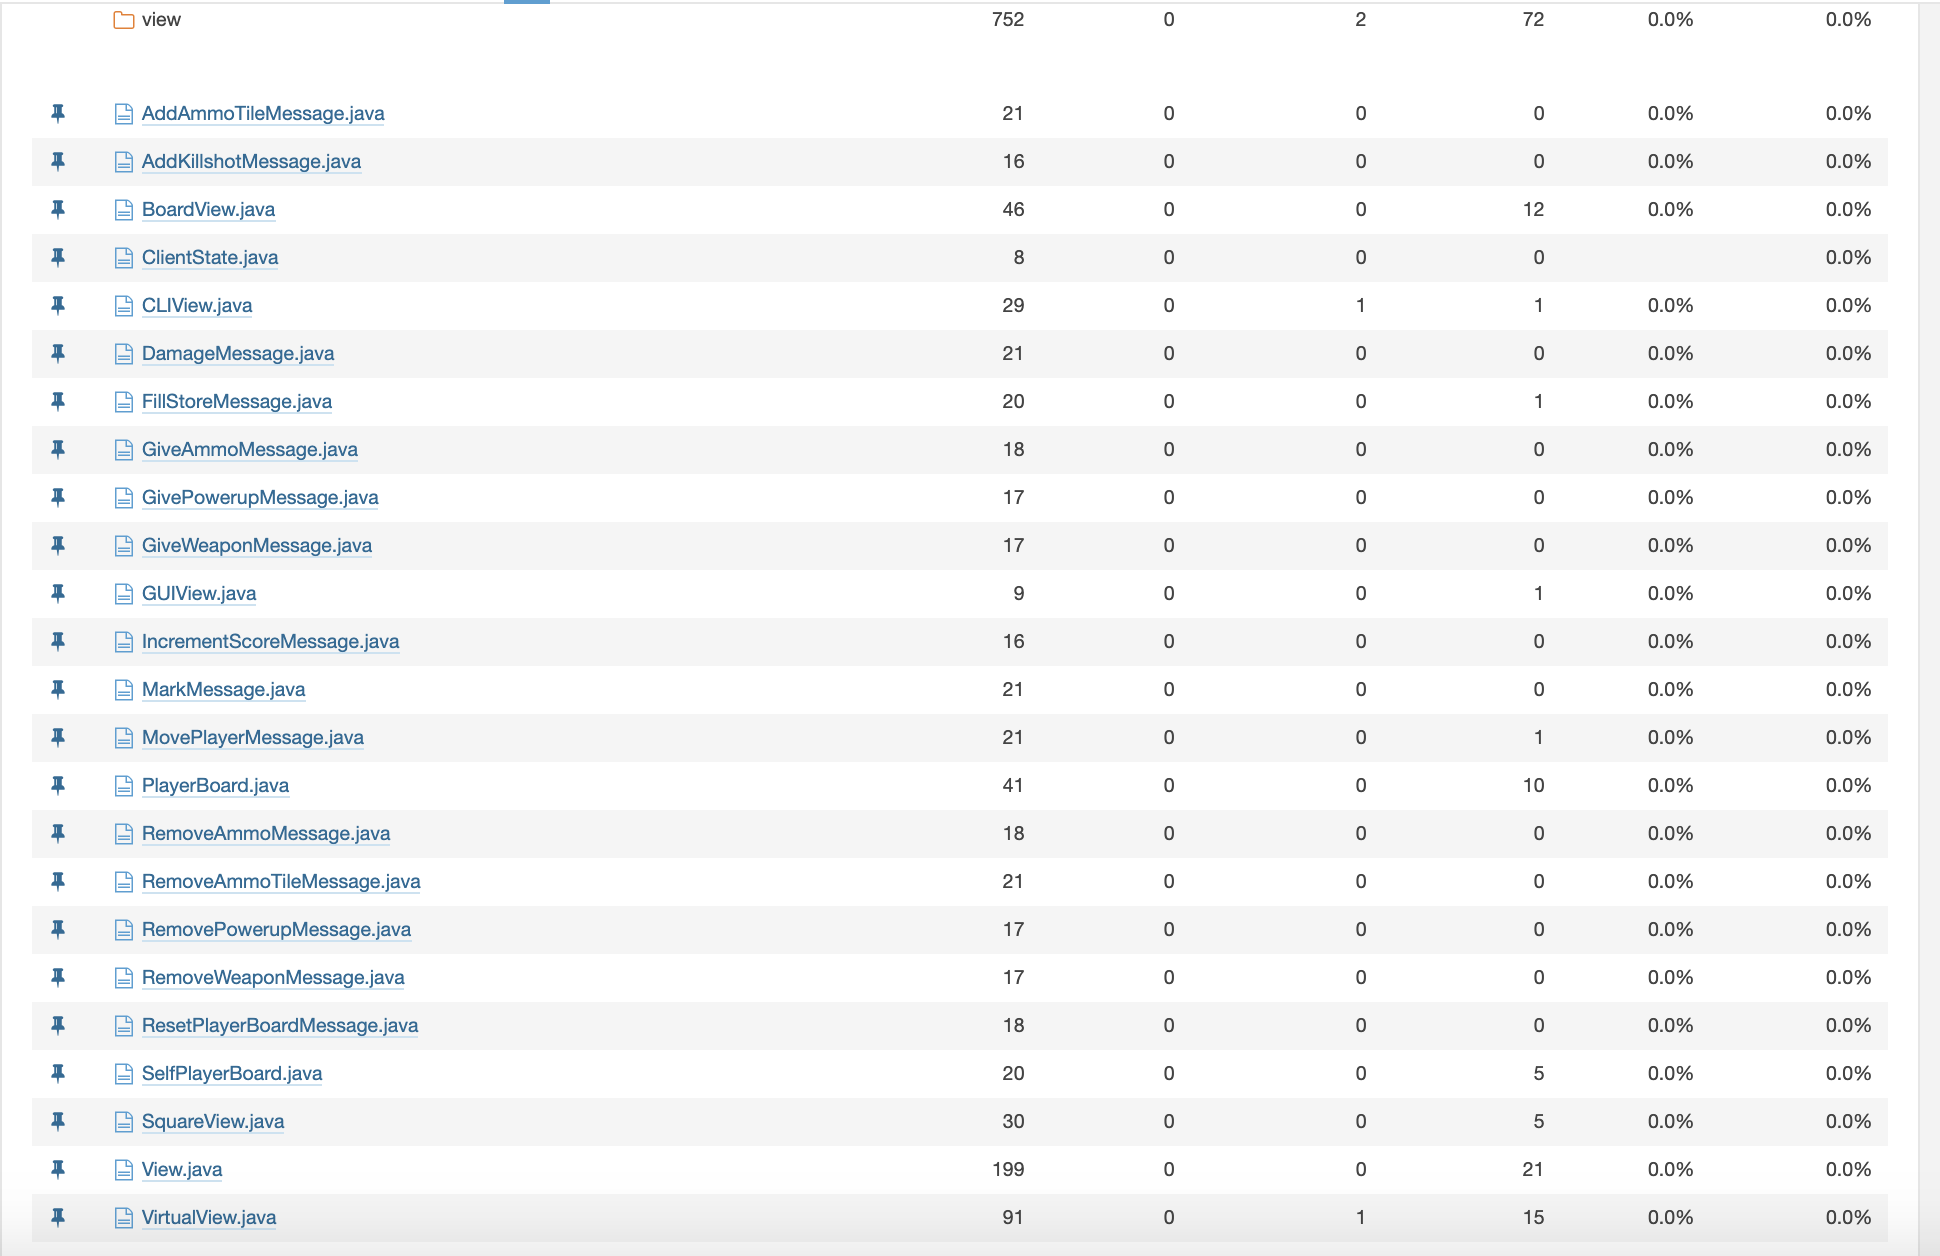 view 752 0 2 72 0.0% 0.0%
AddAmmoTileMessage.java 21 0 0 0 0.0% 0.0%
AddKillshotMessage.java 16 0 0 0 0.0% 0.0%
BoardView.java 46 0 0 12 0.0% 0.0%
ClientState.java 8 0 0 0 0.0%
CLIView.java 29 0 1 1 0.0% 0.0%
DamageMessage.java 21 0 0 0 0.0% 0.0%
FillStoreMessage.java 20 0 0 1 0.0% 0.0%
GiveAmmoMessage.java 18 0 0 0 0.0% 0.0%
GivePowerupMessage.java 17 0 0 0 0.0% 0.0%
GiveWeaponMessage.java 17 0 0 0 0.0% 0.0%
GUIView.java 9 0 0 1 0.0% 0.0%
IncrementScoreMessage.java 16 0 0 0 0.0% 0.0%
MarkMessage.java 21 0 0 0 0.0% 0.0%
MovePlayerMessage.java 21 0 0 1 0.0% 0.0%
PlayerBoard.java 41 0 0 10 0.0% 0.0%
RemoveAmmoMessage.java 18 0 0 0 0.0% 0.0%
RemoveAmmoTileMessage.java 21 0 0 0 0.0% 0.0%
RemovePowerupMessage.java 17 0 0 0 0.0% 0.0%
RemoveWeaponMessage.java 17 0 0 0 0.0% 0.0%
ResetPlayerBoardMessage.java 18 0 0 0 0.0% 0.0%
SelfPlayerBoard.java 20 0 0 5 0.0% 0.0%
SquareView.java 30 0 0 5 0.0% 0.0%
View.java 199 0 0 21 0.0% 0.0%
VirtualView.java 91 0 1 15 0.0% 0.0%